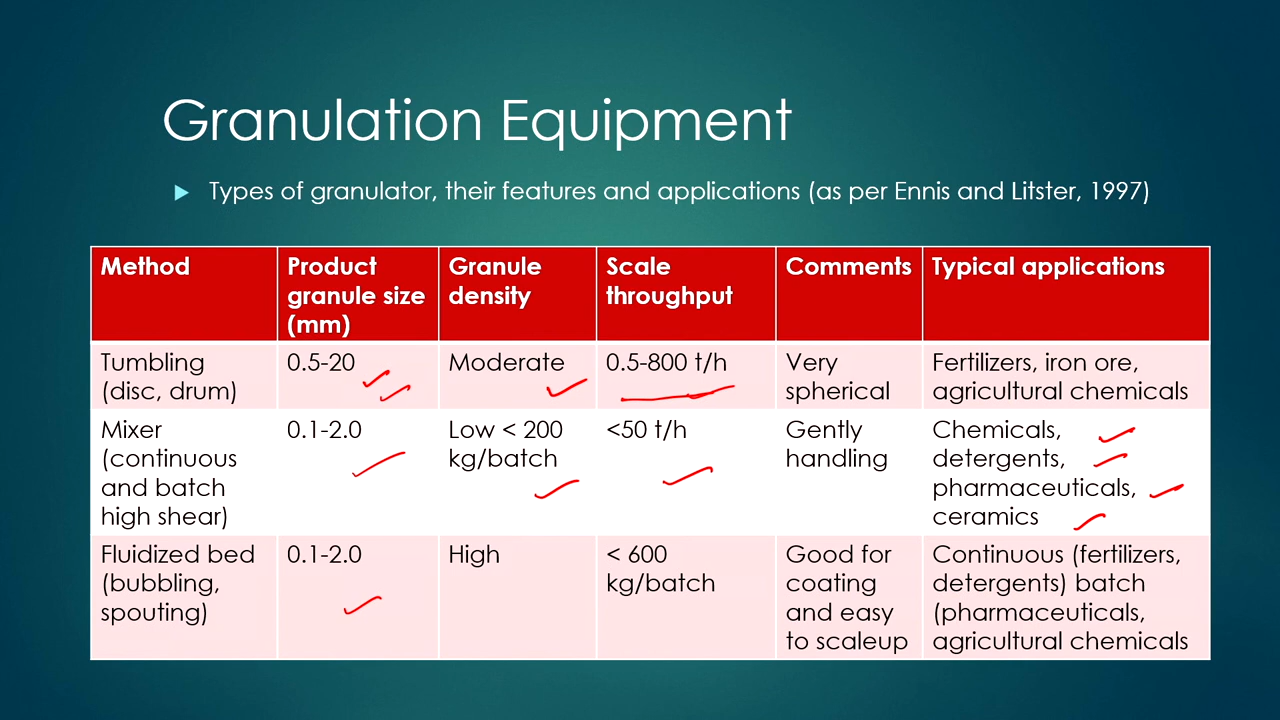 Granulation Equipment
Types of granulator, their features and applications (as per Ennis and Litster, 1997)
Method
Product
granule size
(mm)
Granule
density
Scale
throughput
Comments
Typical applications
Tumbling
(disc, drum)
0.5-20
Moderate
0.5-800 t/h
Very
spherical
Fertilizers, iron ore,
agricultural chemicals
Mixer
(continuous
and batch
high shear)
0.1-2.0
Low < 200
kg/batch
<50 t/h
Gently
handling
Chemicals,
detergents,
pharmaceuticals,
ceramics
Fluidized bed
(bubbling,
spouting)
0.1-2.0
High
< 600
kg/batch
Good for
coating
and easy
to scaleup
Continuous (fertilizers,
detergents) batch
(pharmaceuticals,
agricultural chemicals